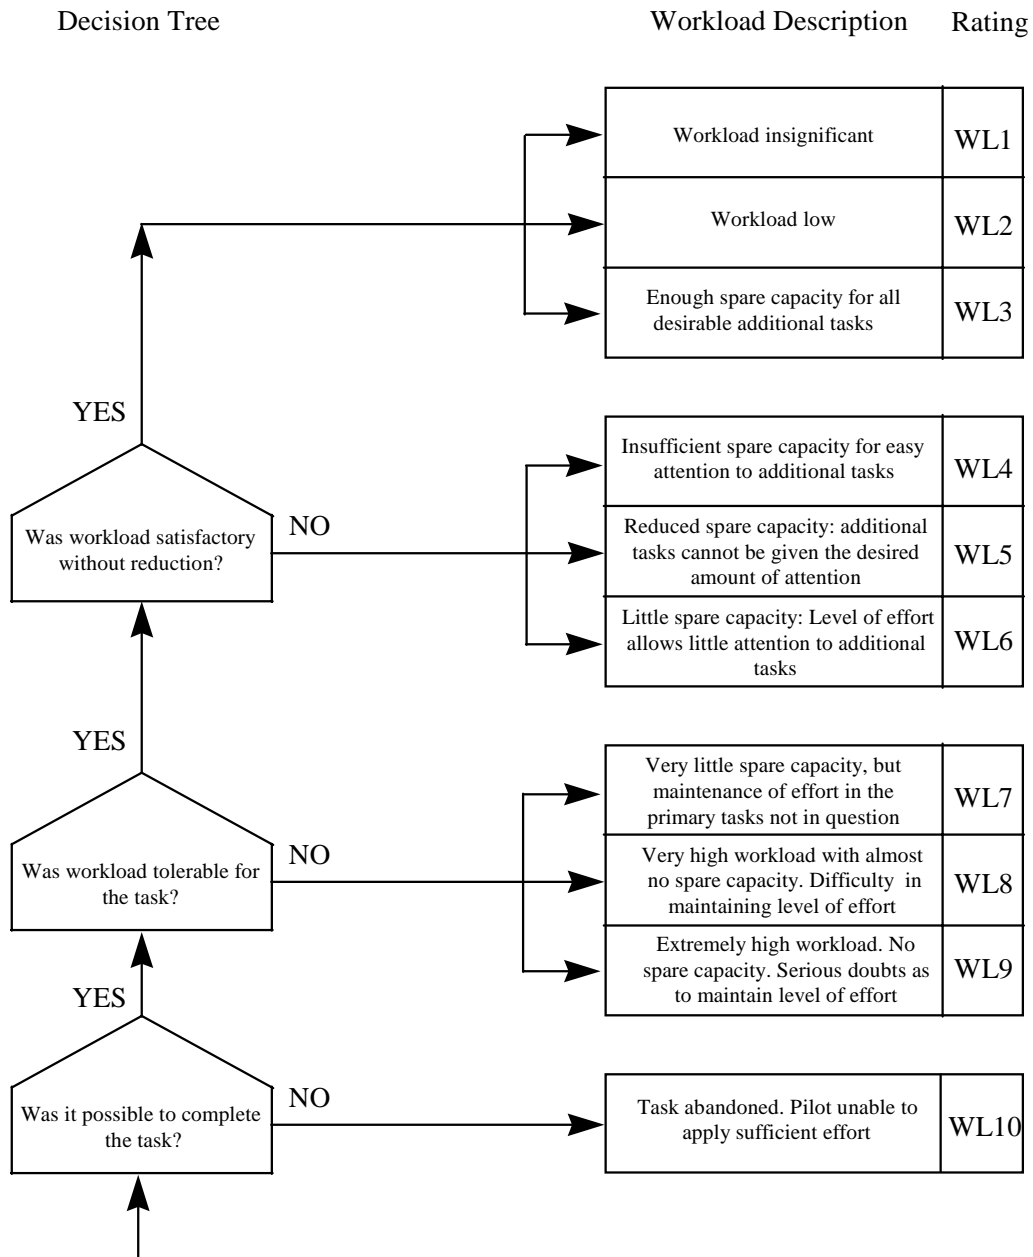 Decision Tree
Workload Description
Rating
Workload insignificant
WL1
Workload low
WL2
Enough spare capacity for all
desirable additional tasks
WL3
YES
Insufficient spare capacity for easy
attention to additional tasks
WL4
Was workload satisfactory
without reduction?
NO
Reduced spare capacity: additional
tasks cannot be given the desired
amount of attention
WL5
Little spare capacity: Level of effort
allows little attention to additional
tasks
WL6
YES
Very little spare capacity, but
maintenance of effort in the
primary tasks not in question
WL7
Was workload tolerable for
the task?
NO
Very high workload with almost
no spare capacity. Difficulty in
maintaining level of effort
WL8
Extremely high workload. No
spare capacity. Serious doubts as
to maintain level of effort
WL9
YES
Was it possible to complete
the task?
NO
Task abandoned. Pilot unable to
apply sufficient effort
WL10